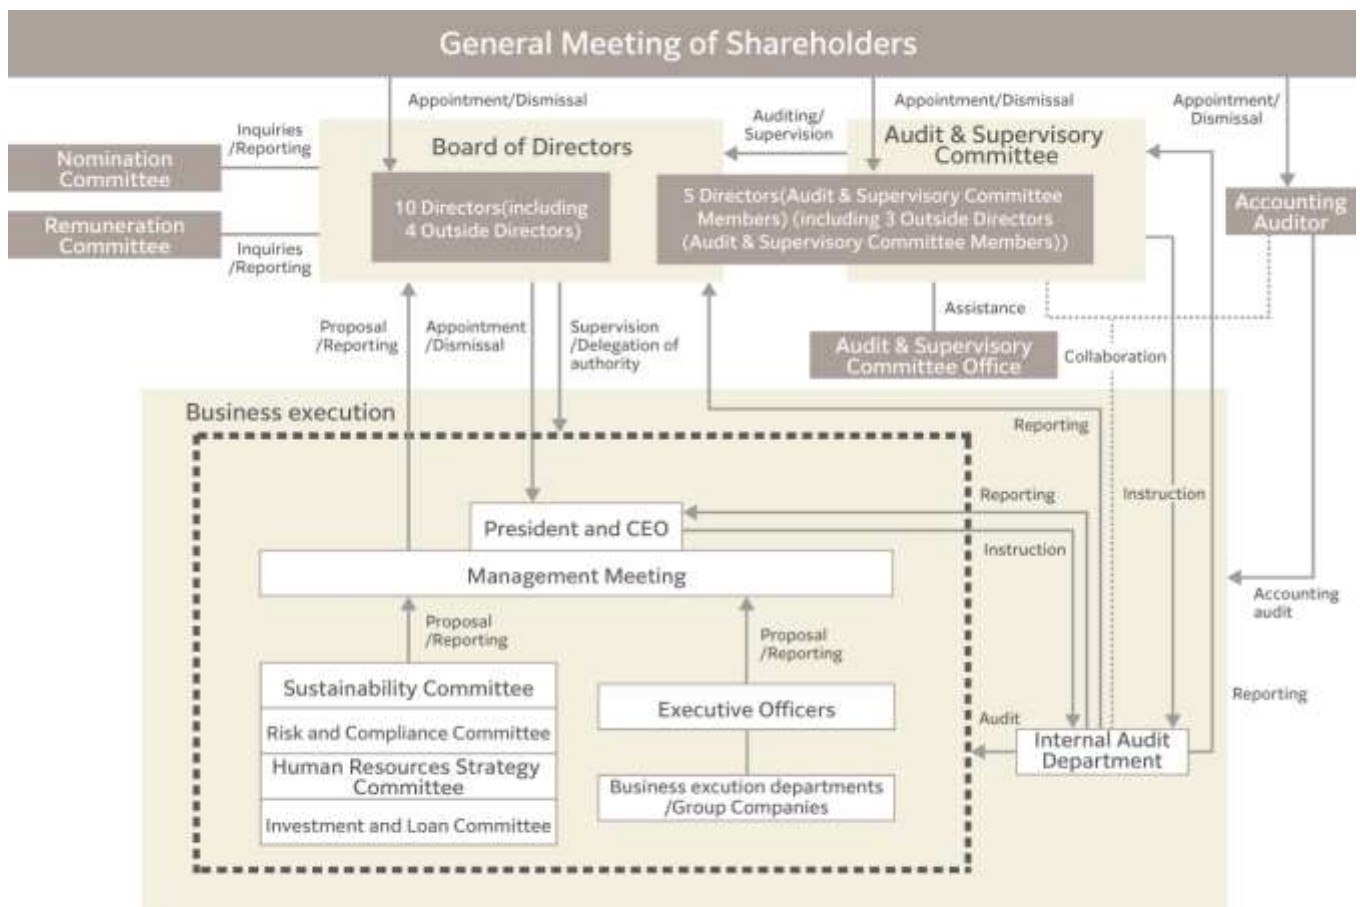 General Meeting of Shareholders
Appointment/Dismissal
Appointment/Dismissal
Appointment/
Dismissal
Inquiries
/Reporting
Auditing/
Supervision
Nomination
Committee
Board of Directors
Audit & Supervisory
Committee
10 Directors(including
4 Outside Directors)
5 Directors(Audit & Supervisory Committee
Members) (including 3 Outside Directors
(Audit & Supervisory Committee Members))
Accounting
Auditor
Remuneration
Committee
Inquiries
/Reporting
Proposal
/Reporting
Appointment
/Dismissal
Supervision
/Delegation of
authority
Assistance
Audit & Supervisory
Committee Office
Collaboration
Business execution
Reporting
Reporting
Instruction
President and CEO
Instruction
Management Meeting
Accounting
audit
Proposal
/Reporting
Proposal
/Reporting
Sustainability Committee
Risk and Compliance Committee
Human Resources Strategy
Committee
Investment and Loan Committee
Executive Officers
Business excution departments
/Group Companies
Audit
Internal Audit
Department
Reporting